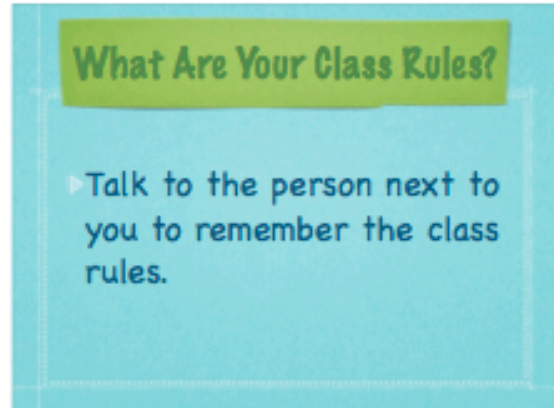 What Are Your Class Rules?
Talk to the person next to
you to remember the class
rules.